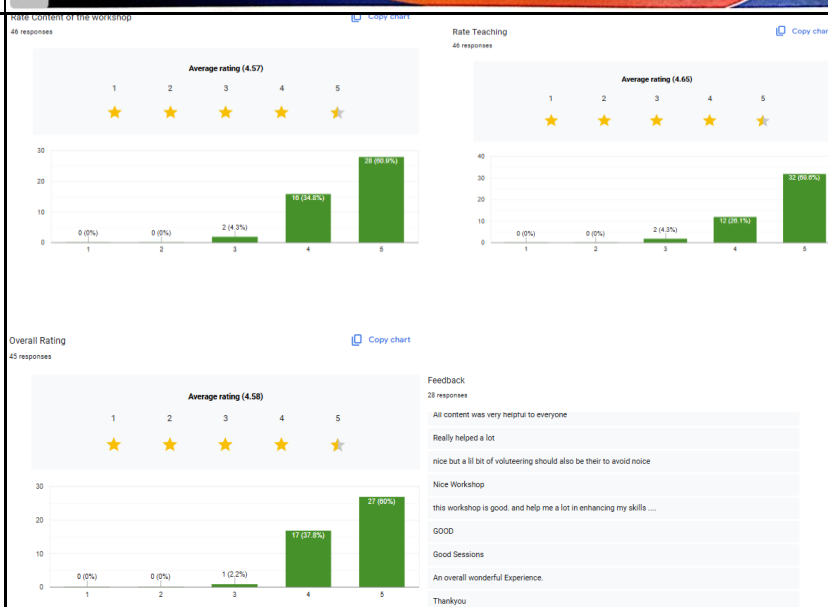 Rate Content of the workshop
Copy chart
46 responses
Average rating (4.57)
1 2 3 4 5
30
20
10
0
0 (0%)
0 (0%)
2 (4.3%)
16 (34.8%)
28 (60.9%)
1 2 3 4 5
Rate Teaching
Copy char
46 responses
Average rating (4.65)
1 2 3 4 5
40
30
20
10
0
0 (0%)
0 (0%)
2 (4.3%)
12 (26.1%)
32 (69.6%)
1 2 3 4 5
Overall Rating
Copy chart
45 responses
Average rating (4.58)
1 2 3 4 5
30
20
10
0
0 (0%)
0 (0%)
1 (2.2%)
17 (37.8%)
27 (60%)
1 2 3 4 5
Feedback
28 responses
All content was very helpful to everyone
Really helped a lot
nice but a lil bit of voluteering should also be their to avoid noice
Nice Workshop
this workshop is good. and help me a lot in enhancing my skills ....
GOOD
Good Sessions
An overall wonderful Experience.
Thankyou